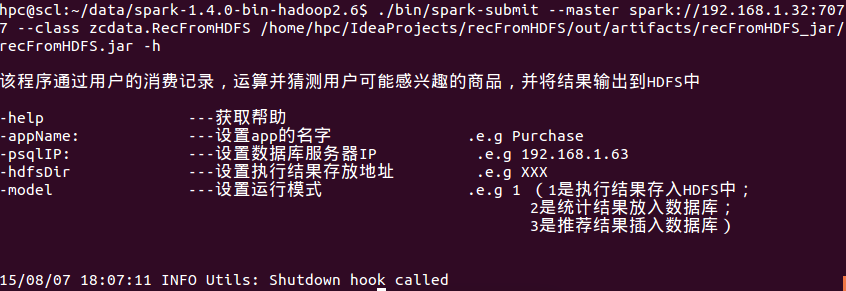 hpc@scl:~/data/spark-1.4.0-bin-hadoop2.6$ ./bin/spark-submit --master spark://192.168.1.32:707
7 --class zcdata.RecFromHDFS /home/hpc/IdeaProjects/recFromHDFS/out/artifacts/recFromHDFS_jar/
recFromHDFS.jar -h
该程序通过用户的消费记录，运算并猜测用户可能感兴趣的商品，并将结果输出到HDFS中
-help ---获取帮助
-appName: ---设置app的名字 .e.g Purchase
-psqlIP: ---设置数据库服务器IP .e.g 192.168.1.63
-hdfsDir ---设置执行结果存放地址 .e.g XXX
-model ---设置运行模式 .e.g 1 （1是执行结果存入HDFS中；
2是统计结果放入数据库；
3是推荐结果插入数据库）
15/08/07 18:07:11 INFO Utils: Shutdown hook called